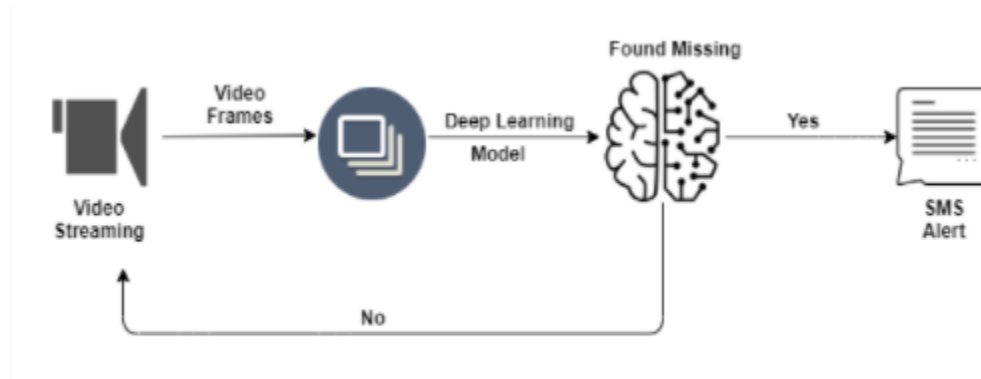 Found Missing
Video
Frames
Deep Learning
Model
Yes
Video
Streaming
SMS
Alert
No